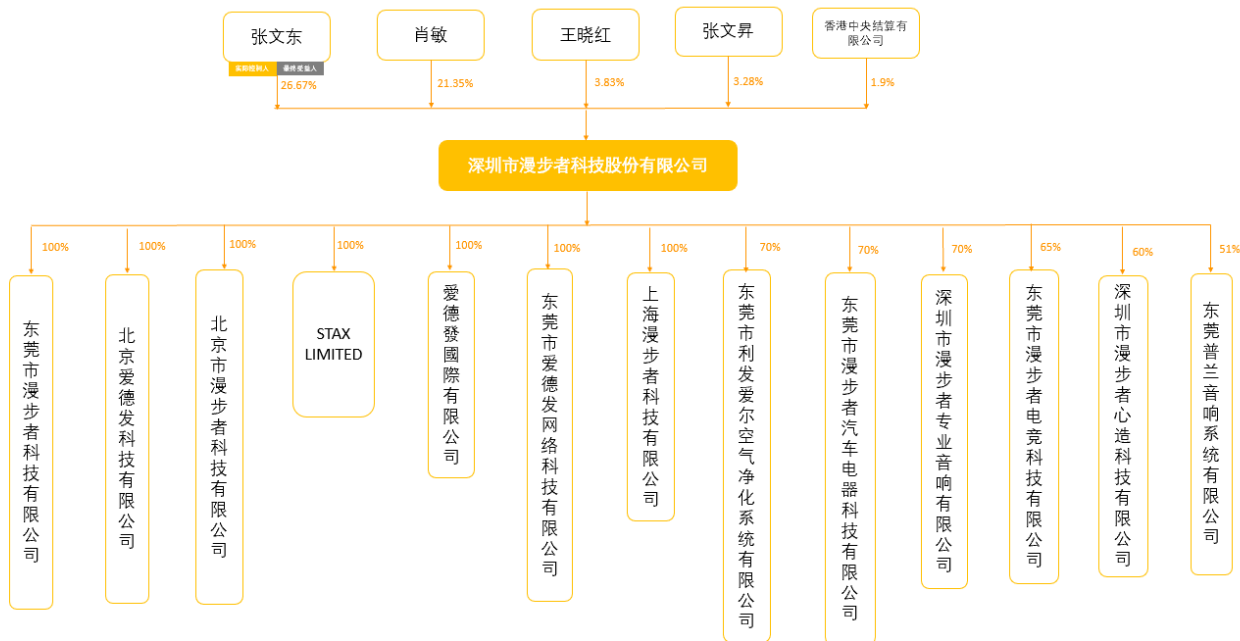 张文东
肖敏
王晓红
张文昇
香港中央结算有
限公司
实际控制人
最终受益人
26.67%
21.35%
3.83%
3.28%
1.9%
深圳市漫步者科技股份有限公司
100%
100%
100%
100%
100%
100%
100%
70%
70%
70%
65%
60%
51%
东莞市漫步者科技有限公司
北京爱德发科技有限公司
北京市漫步者科技有限公司
STAX
LIMITED
爱德發國際有限公司
东莞市爱德发网络科技有限公司
上海漫步者科技有限公司
东莞市利发爱尔空气净化系统有限公司
东莞市漫步者汽车电器科技有限公司
深圳市漫步者专业音响有限公司
东莞市漫步者电竞科技有限公司
深圳市漫步者心造科技有限公司
东莞普兰音响系统有限公司